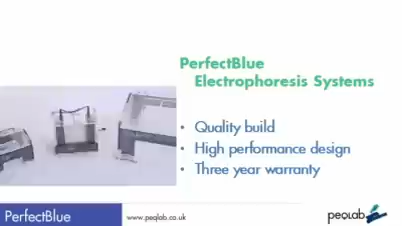 PerfectBlue
Electrophoresis Systems
• Quality build
• High performance design
• Three year warranty
PerfectBlue
www.peqlab.co.uk
peqlab